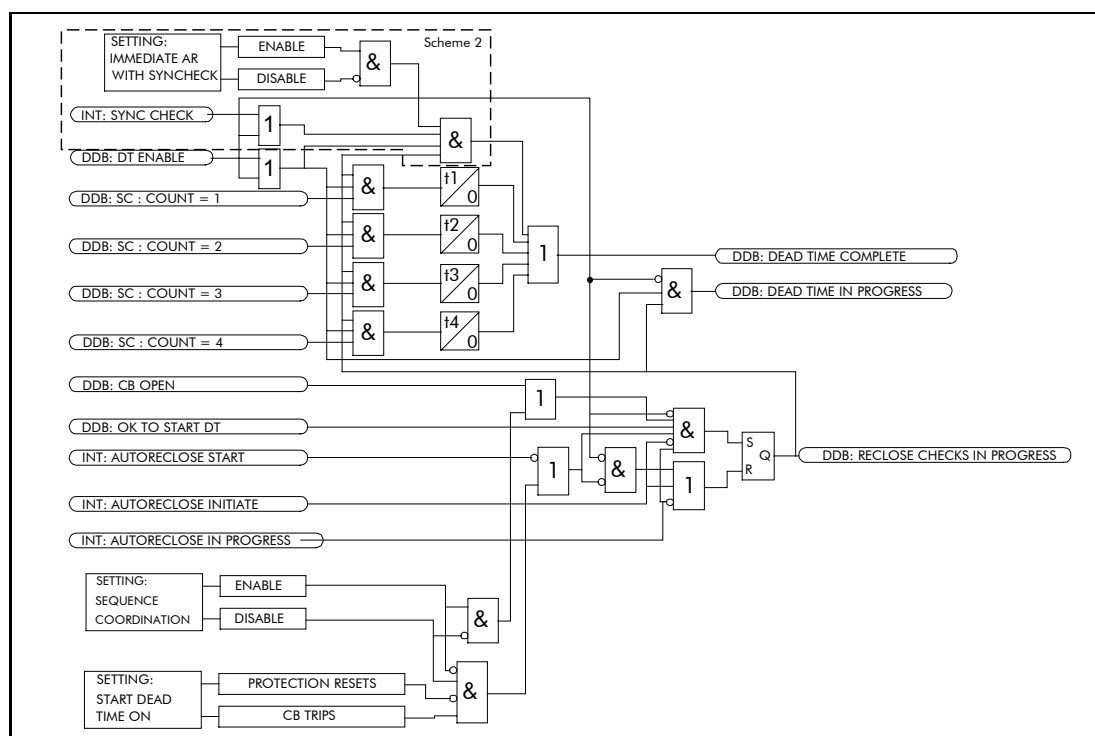 Scheme 2
SETTING:
IMMEDIATE AR
WITH SYNCHECK
ENABLE
DISABLE
&
INT: SYNC CHECK
1
&
DDB: DT ENABLE
1
DDB: SC : COUNT = 1
&
t1
0
DDB: SC : COUNT = 2
&
t2
0
1
DDB: DEAD TIME COMPLETE
DDB: SC : COUNT = 3
&
t3
0
&
DDB: DEAD TIME IN PROGRESS
DDB: SC : COUNT = 4
&
t4
0
DDB: CB OPEN
1
DDB: OK TO START DT
&
S
Q
R
DDB: RECLOSE CHECKS IN PROGRESS
INT: AUTORECLOSE START
1
&
1
INT: AUTORECLOSE INITIATE
INT: AUTORECLOSE IN PROGRESS
SETTING:
SEQUENCE
COORDINATION
ENABLE
DISABLE
&
SETTING:
START DEAD
TIME ON
PROTECTION RESETS
CB TRIPS
&